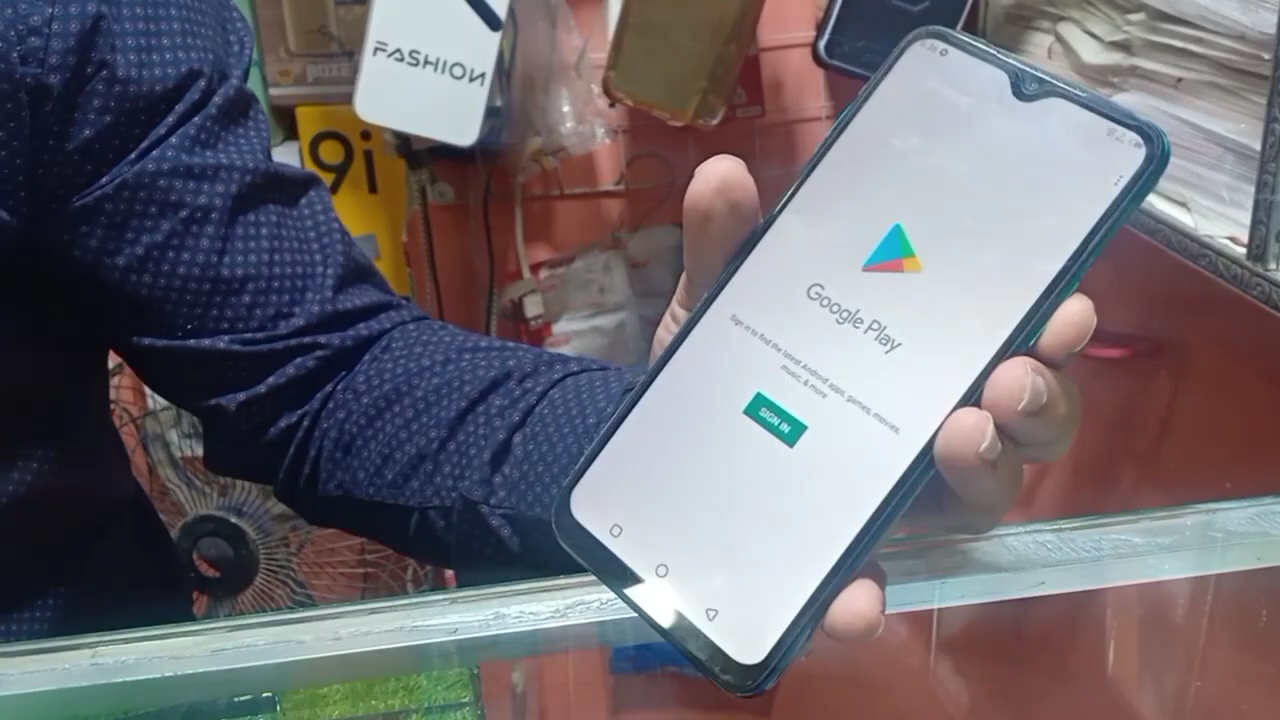 FASHION
9i
Google Play
Sign in to find the latest Android apps, games, movies,
music, & more
SIGN IN